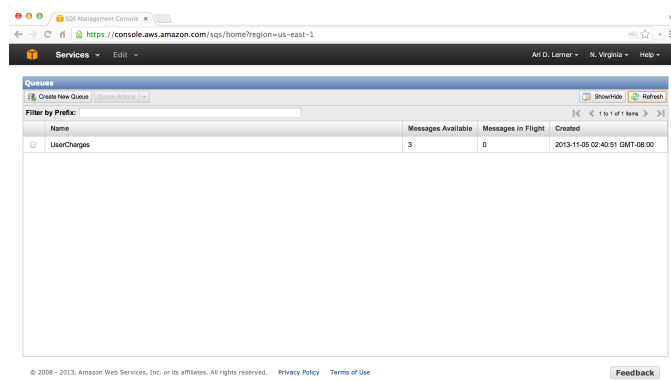 SQS Management Console
https://console.aws.amazon.com/sqs/home?region=us-east-1
Services Edit Ari D. Lerner N. Virginia Help
Queues
Create New Queue Queue Actions Show/Hide Refresh
Filter by Prefix: 1 to 1 of 1 items
Name Messages Available Messages in Flight Created
UserCharges 3 0 2013-11-05 02:40:51 GMT-08:00
© 2008 - 2013, Amazon Web Services, Inc. or its affiliates. All rights reserved. Privacy Policy Terms of Use Feedback